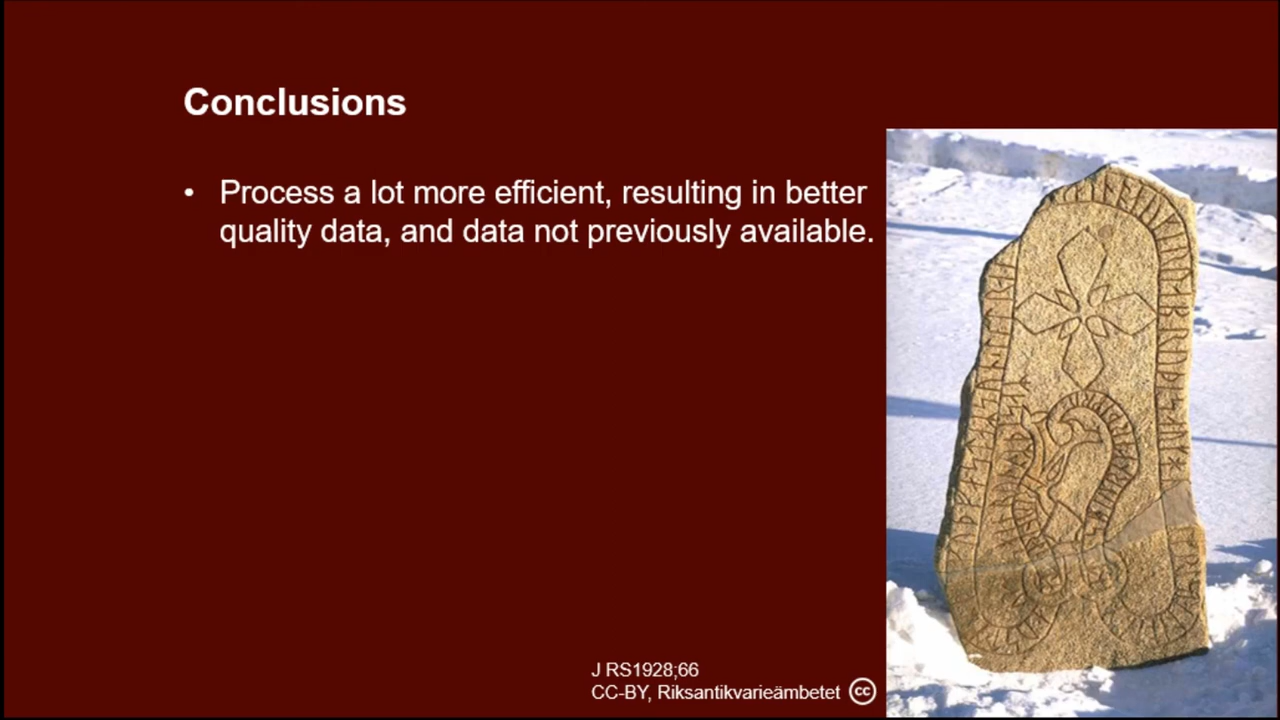 Conclusions
• Process a lot more efficient, resulting in better
quality data, and data not previously available.
J RS1928;66
CC-BY, Riksantikvarieämbetet cc